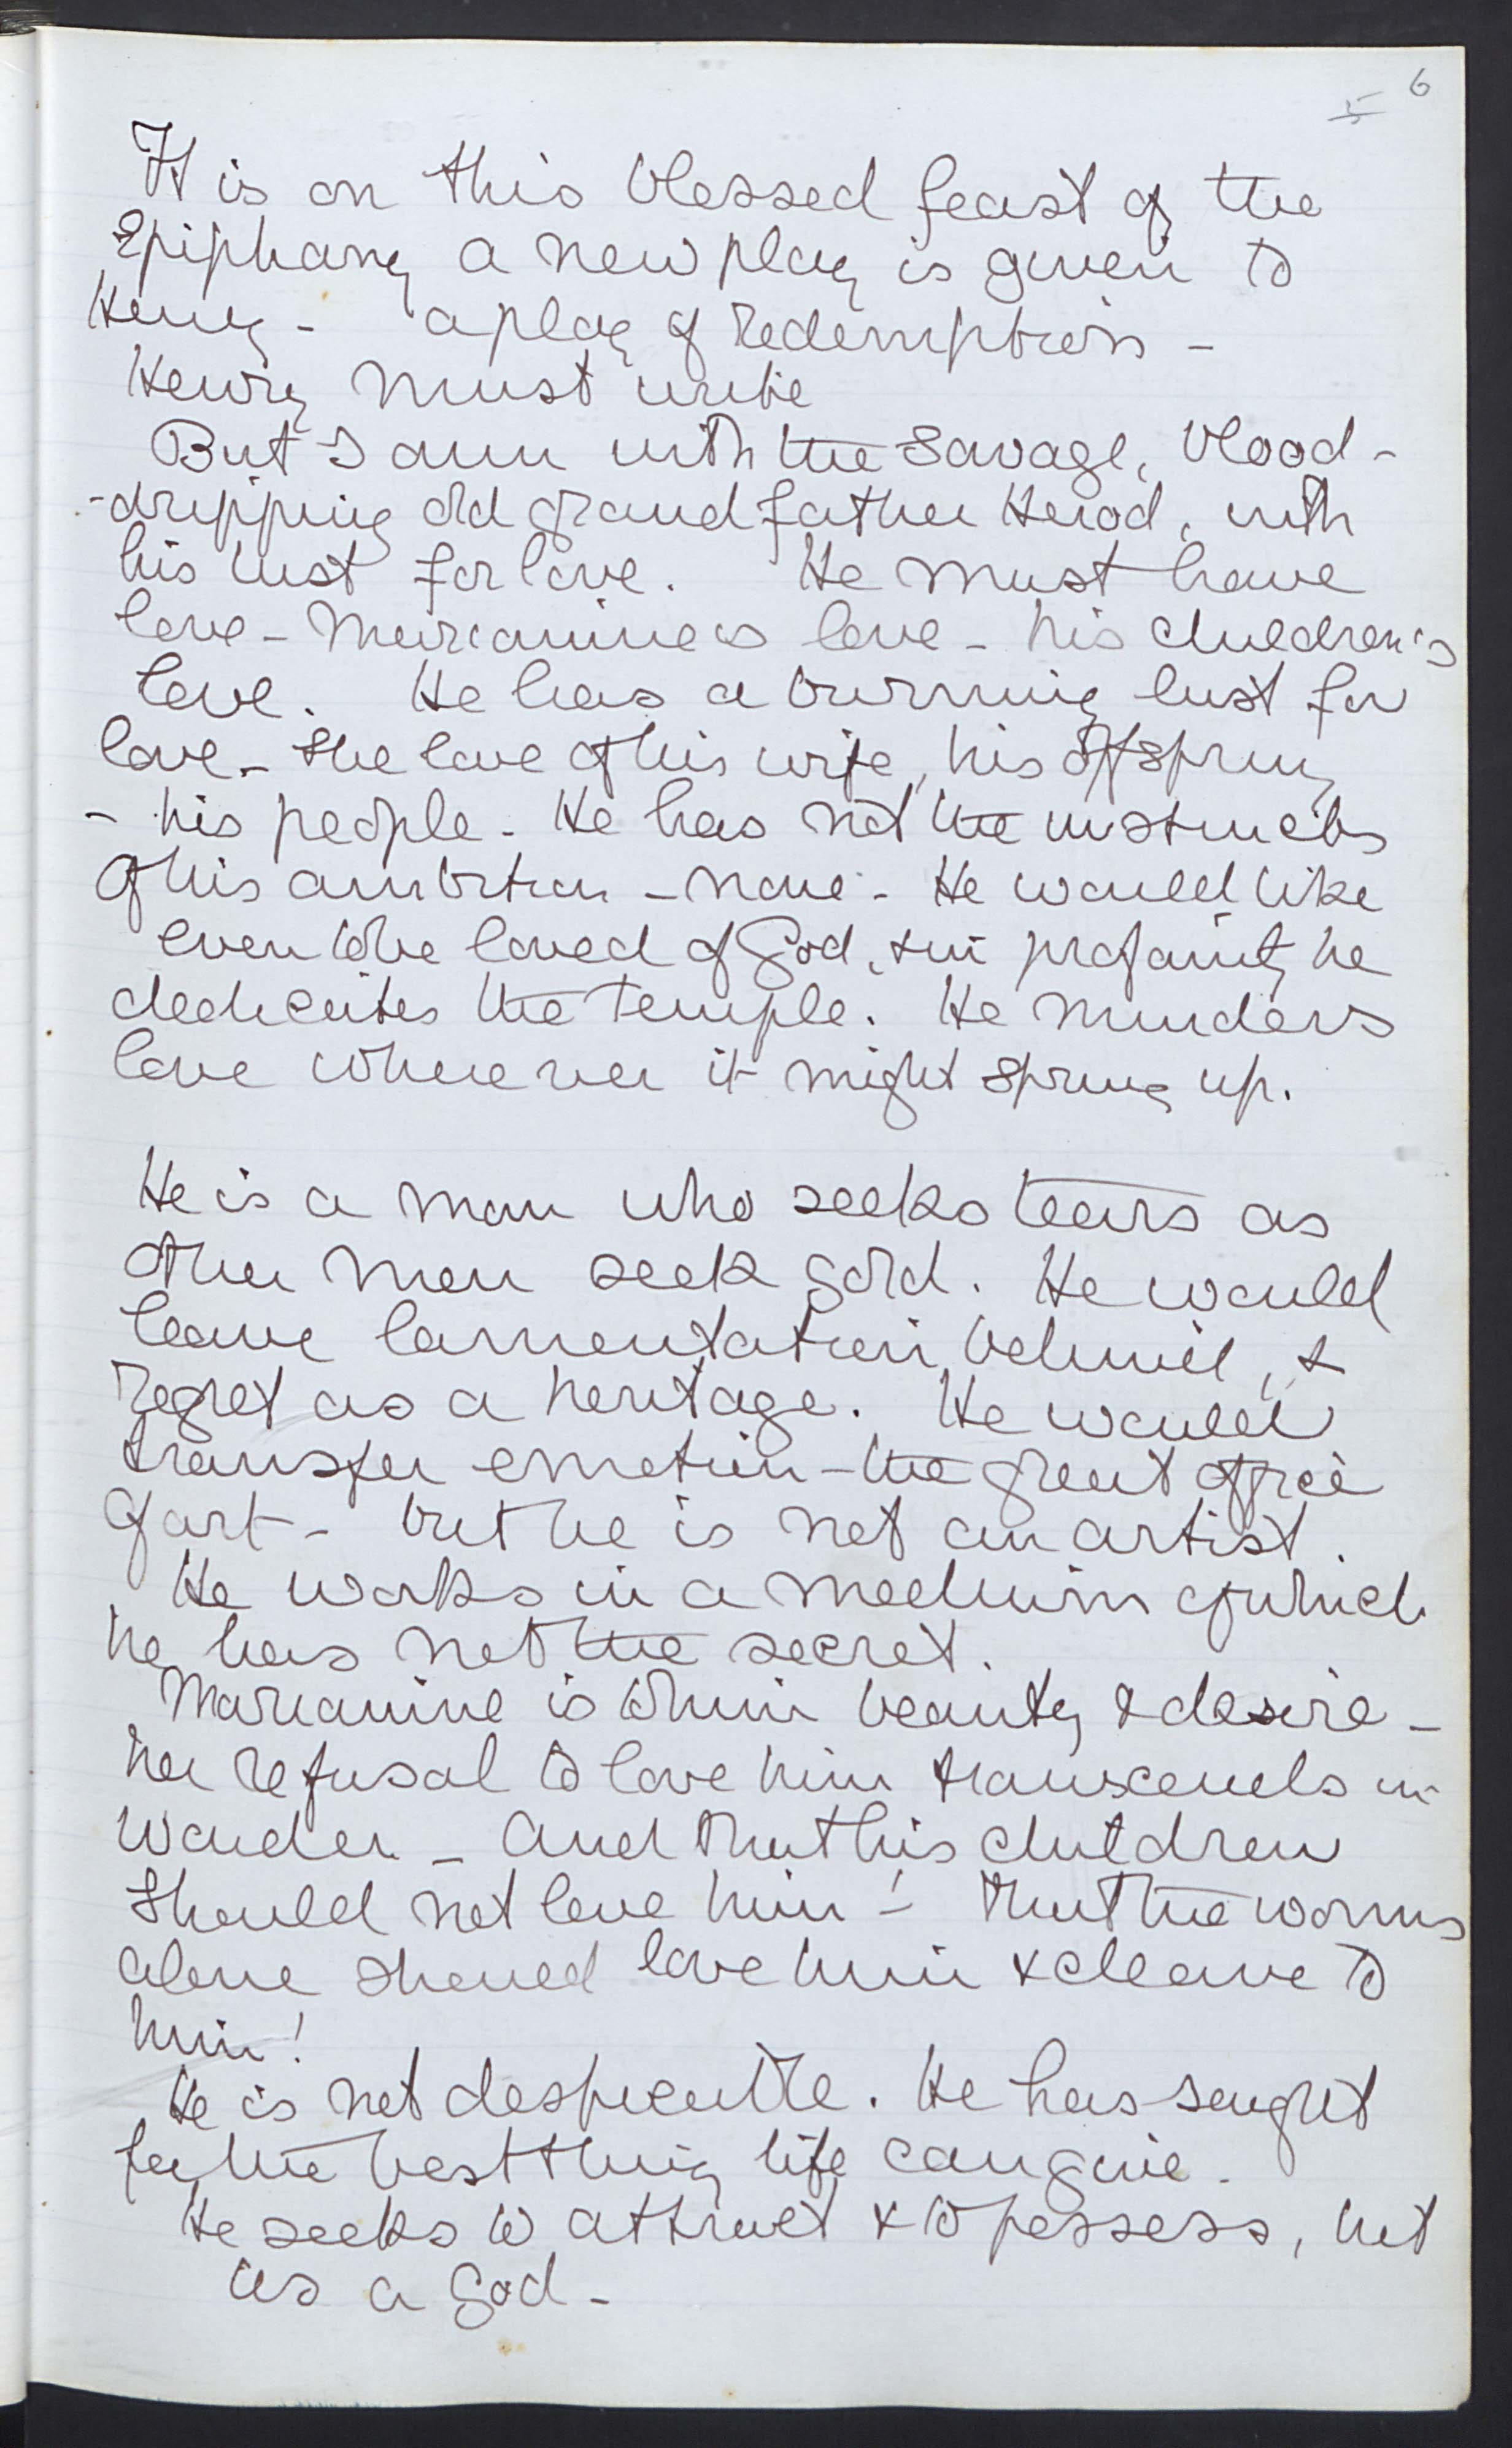 6
5
It is on this blessed feast of the
Epiphany a new play is given to
Henry - a play of Redemption -
Henry must write
But I am with the savage, blood-
-dripping old grandfather Herod, with
his lust for love. He must have
love - Mariamine's love - his children's
love. He has a burning lust for
love - the love of his wife, his offspring
- his people. He has not the instincts
of his ambition - none - He would like
even to be loved of God, & in profanity he
dedicates the temple. He murders
love wherever it might spring up.
He is a man who seeks tears as
other men seek gold. He would
leave lamentation behind, &
regret as a heritage. He would
transfer emotion - the great office
of art - but he is not an artist.
He works in a medium of which
he has not the secret.
Mariamine is to him beauty & desire -
her refusal to love him transcends in
wonder - And that his children
should not love him! That the worms
alone should love him & cleave to
him!
He is not despicable. He has sought
for the best thing life can give.
He seeks to attract & to possess, but
as a God -